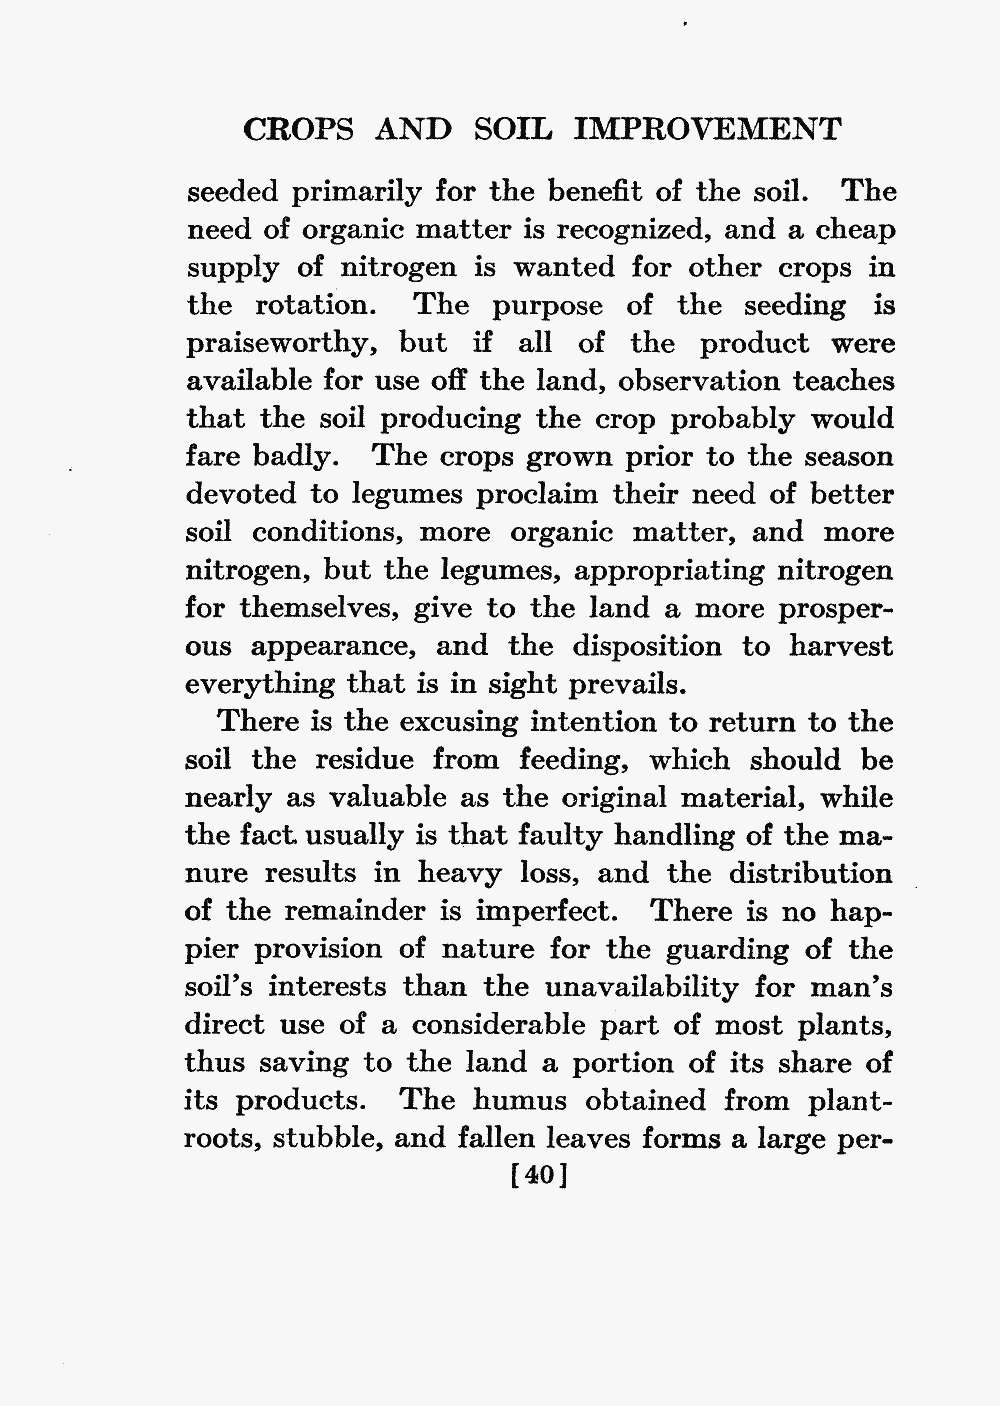 CROPS AND SOIL IMPROVEMENT
seeded primarily for the benefit of the soil. The
need of organic matter is recognized, and a cheap
supply of nitrogen is wanted for other crops in
the rotation. The purpose of the seeding is
praiseworthy, but if all of the product were
available for use off the land, observation teaches
that the soil producing the crop probably would
fare badly. The crops grown prior to the season
devoted to legumes proclaim their need of better
soil conditions, more organic matter, and more
nitrogen, but the legumes, appropriating nitrogen
for themselves, give to the land a more prosper-
ous appearance, and the disposition to harvest
everything that is in sight prevails.
There is the excusing intention to return to the
soil the residue from feeding, which should be
nearly as valuable as the original material, while
the fact usually is that faulty handling of the ma-
nure results in heavy loss, and the distribution
of the remainder is imperfect. There is no hap-
pier provision of nature for the guarding of the
soil's interests than the unavailability for man's
direct use of a considerable part of most plants,
thus saving to the land a portion of its share of
its products. The humus obtained from plant-
roots, stubble, and fallen leaves forms a large per-
[40]